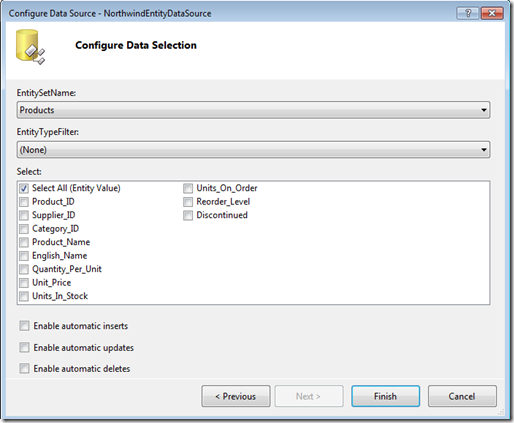 Configure Data Source - NorthwindEntityDataSource
Configure Data Selection
EntitySetName:
Products
EntityTypeFilter:
(None)
Select:
Select All (Entity Value)
Product_ID
Supplier_ID
Category_ID
Product_Name
English_Name
Quantity_Per_Unit
Unit_Price
Units_In_Stock
Units_On_Order
Reorder_Level
Discontinued
Enable automatic inserts
Enable automatic updates
Enable automatic deletes
< Previous
Next >
Finish
Cancel